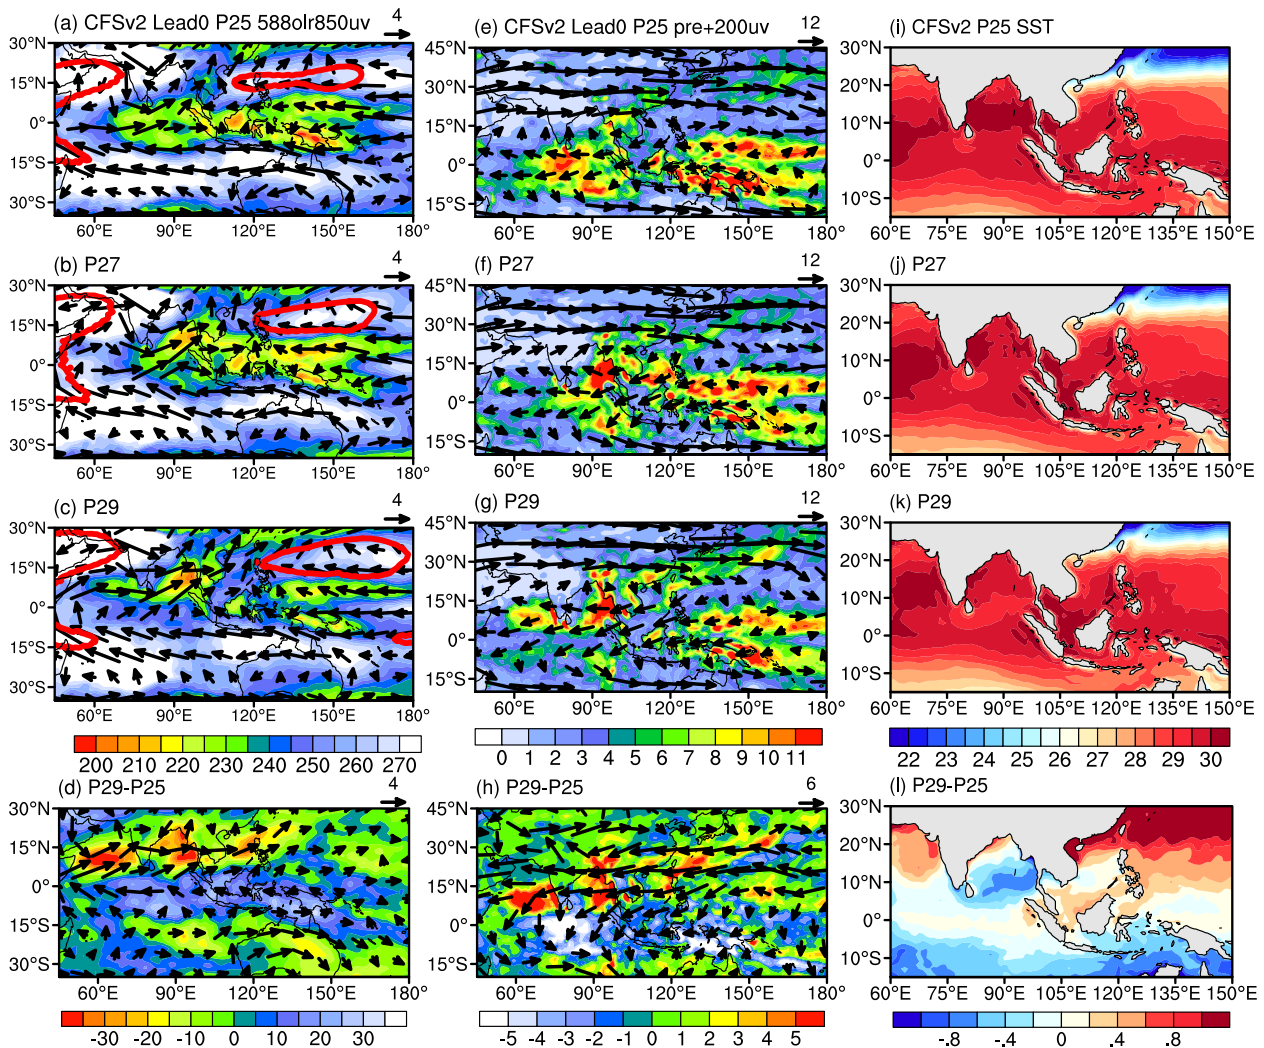 (a) CFSv2 Lead0 P25 588olr850uv
4
30°N
15°N
0°
15°S
30°S
60°E 90°E 120°E 150°E 180°
(e) CFSv2 Lead0 P25 pre+200uv
12
45°N
30°N
15°N
0°
15°S
60°E 90°E 120°E 150°E 180°
(i) CFSv2 P25 SST
30°N
20°N
10°N
0°
10°S
60°E 75°E 90°E 105°E 120°E 135°E 150°E
(b) P27
4
30°N
15°N
0°
15°S
30°S
60°E 90°E 120°E 150°E 180°
(f) P27
12
45°N
30°N
15°N
0°
15°S
60°E 90°E 120°E 150°E 180°
(j) P27
30°N
20°N
10°N
0°
10°S
60°E 75°E 90°E 105°E 120°E 135°E 150°E
(c) P29
4
30°N
15°N
0°
15°S
30°S
60°E 90°E 120°E 150°E 180°
(g) P29
12
45°N
30°N
15°N
0°
15°S
60°E 90°E 120°E 150°E 180°
(k) P29
30°N
20°N
10°N
0°
10°S
60°E 75°E 90°E 105°E 120°E 135°E 150°E
200 210 220 230 240 250 260 270
0 1 2 3 4 5 6 7 8 9 10 11
22 23 24 25 26 27 28 29 30
(d) P29-P25
4
30°N
15°N
0°
15°S
30°S
60°E 90°E 120°E 150°E 180°
(h) P29-P25
6
45°N
30°N
15°N
0°
15°S
60°E 90°E 120°E 150°E 180°
(l) P29-P25
30°N
20°N
10°N
0°
10°S
60°E 75°E 90°E 105°E 120°E 135°E 150°E
-30 -20 -10 0 10 20 30
-5 -4 -3 -2 -1 0 1 2 3 4 5
-.8 -.4 0 .4 .8